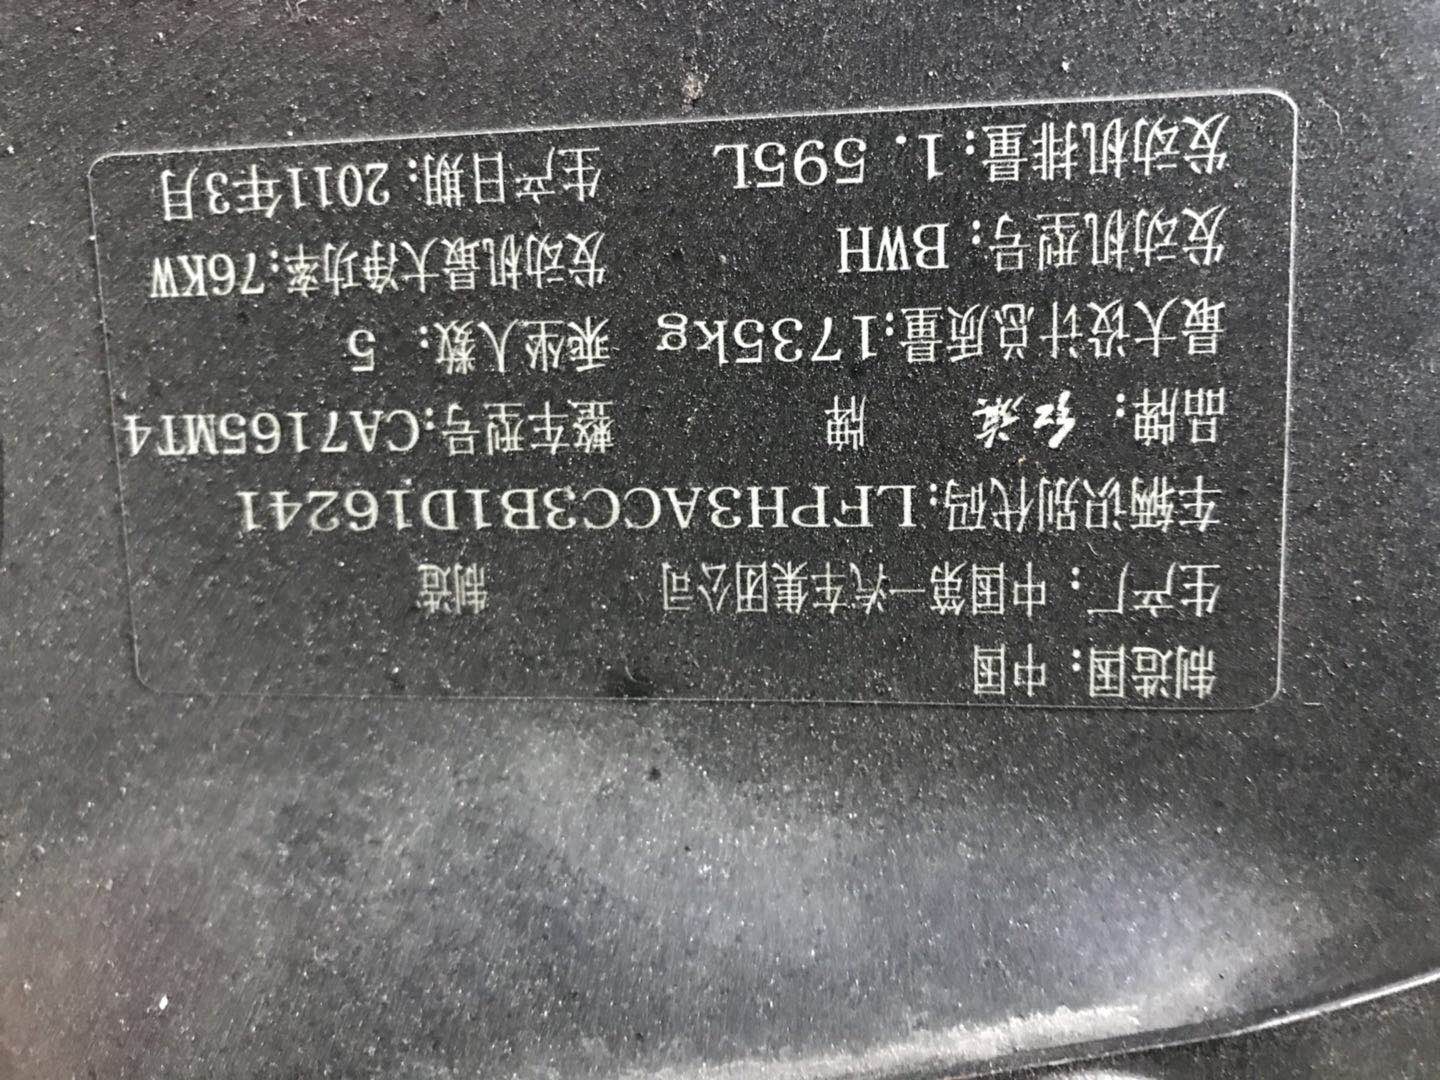 制造国：中国
生产厂：中国第一汽车集团公司 制造
车辆识别代码:LFPH3ACC3B1D16241
品牌：红旗 牌 整车型号:CA7165MT4
最大设计总质量:1735kg 乘坐人数：5
发动机型号：BWH 发动机最大净功率:76KW
发动机排量:1．595L 生产日期：2011年3月